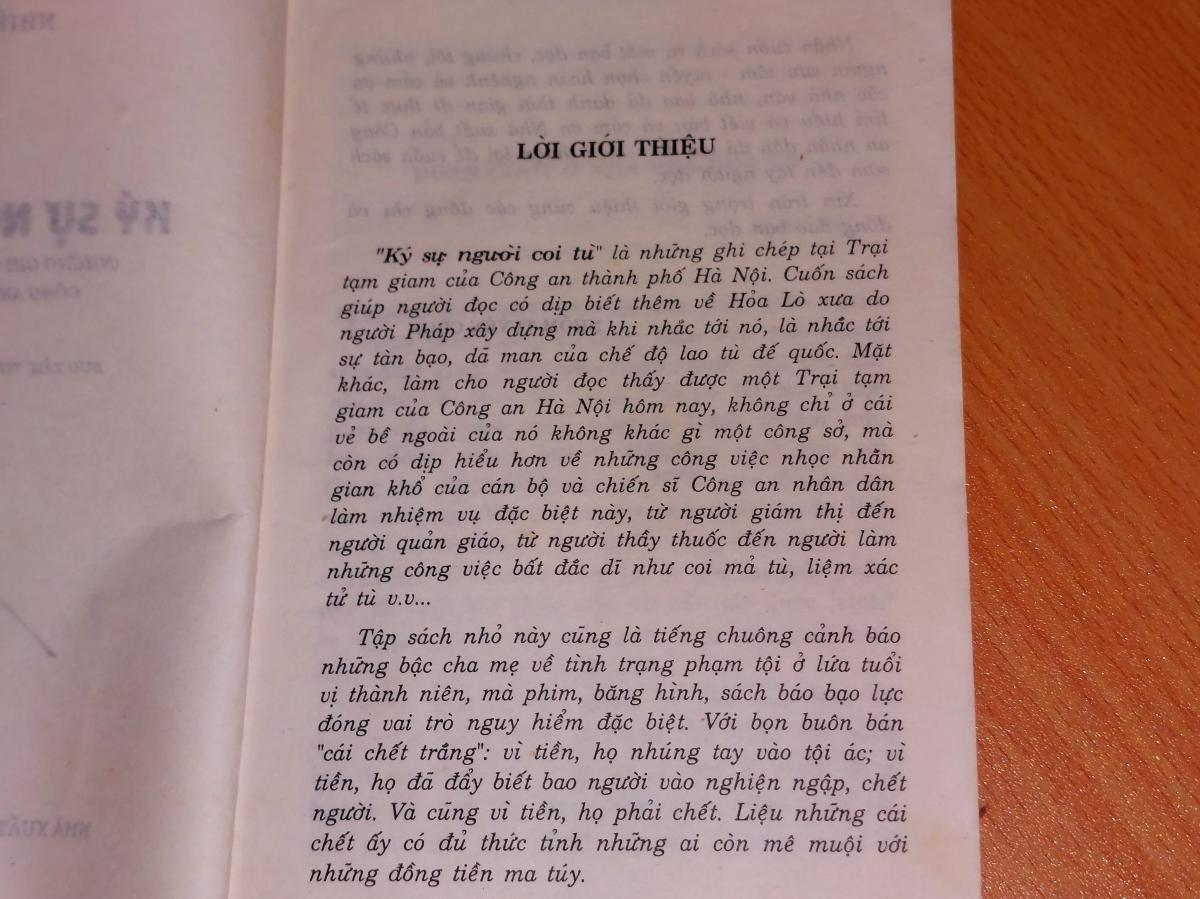 LỜI GIỚI THIỆU
"Ký sự người coi tù" là những ghi chép tại Trại
tạm giam của Công an thành phố Hà Nội. Cuốn sách
giúp người đọc có dịp biết thêm về Hỏa Lò xưa do
người Pháp xây dựng mà khi nhắc tới nó, là nhắc tới
sự tàn bạo, dã man của chế độ lao tù đế quốc. Mặt
khác, làm cho người đọc thấy được một Trại tạm
giam của Công an Hà Nội hôm nay, không chỉ ở cái
vẻ bề ngoài của nó không khác gì một công sở, mà
còn có dịp hiểu hơn về những công việc nhọc nhằn
gian khổ của cán bộ và chiến sĩ Công an nhân dân
làm nhiệm vụ đặc biệt này, từ người giám thị đến
người quản giáo, từ người thầy thuốc đến người làm
những công việc bất đắc dĩ như coi mả tù, liệm xác
tử tù v.v...
Tập sách nhỏ này cũng là tiếng chuông cảnh báo
những bậc cha mẹ về tình trạng phạm tội ở lứa tuổi
vị thành niên, mà phim, băng hình, sách báo bạo lực
đóng vai trò nguy hiểm đặc biệt. Với bọn buôn bán
"cái chết trắng": vì tiền, họ nhúng tay vào tội ác; vì
tiền, họ đã đẩy biết bao người vào nghiện ngập, chết
người. Và cũng vì tiền, họ phải chết. Liệu những cái
chết ấy có đủ thức tỉnh những ai còn mê muội với
những đồng tiền ma túy.